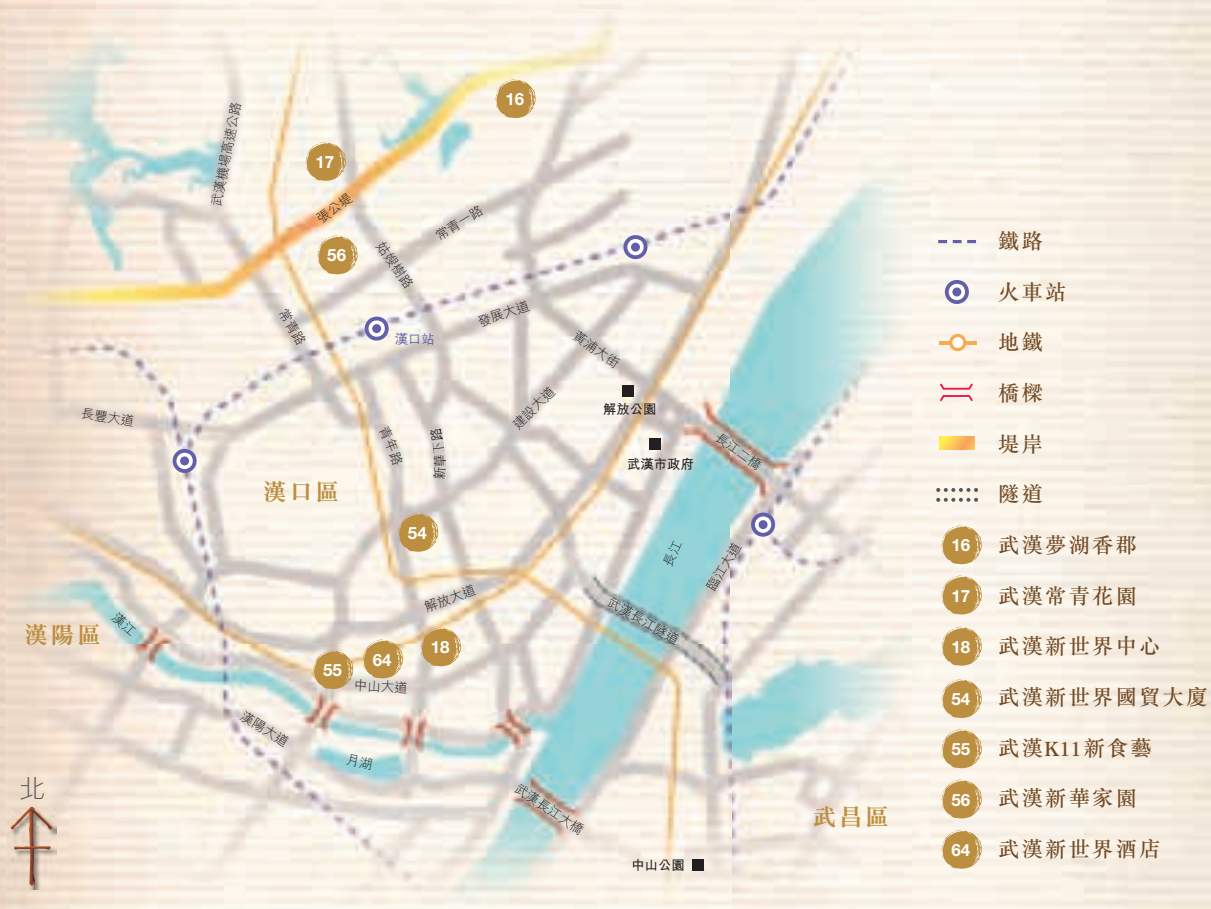 16
武漢機場高速公路
17
張公堤
常青一路
56
姑嫂樹路
常青路
漢口站
發展大道
黃浦大街
建設大道
解放公園
長豐大道
青年路
新華下路
武漢市政府
長江二橋
漢口區
54
長江
臨江大道
解放大道
武漢長江隧道
漢江
漢陽區
18
64
55
中山大道
漢陽大道
月湖
武漢長江大橋
武昌區
中山公園
北
鐵路
火車站
地鐵
橋樑
堤岸
隧道
16 武漢夢湖香郡
17 武漢常青花園
18 武漢新世界中心
54 武漢新世界國貿大廈
55 武漢K11新食藝
56 武漢新華家園
64 武漢新世界酒店